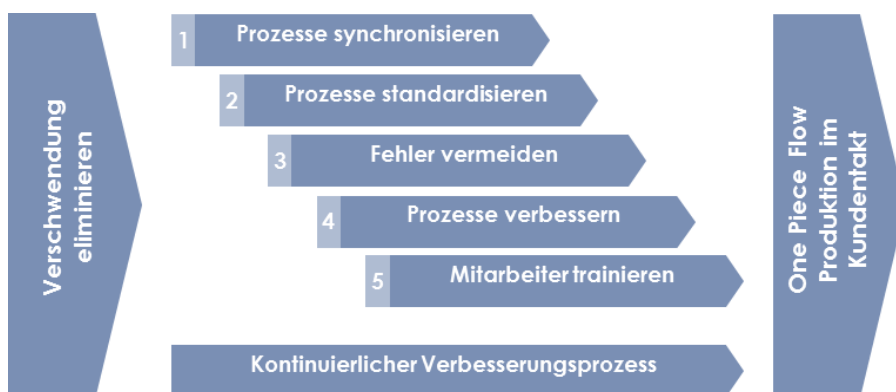 Verschwendung
eliminieren
1 Prozesse synchronisieren
2 Prozesse standardisieren
3 Fehler vermeiden
4 Prozesse verbessern
5 Mitarbeiter trainieren
Kontinuierlicher Verbesserungsprozess
One Piece Flow
Produktion im
Kundentakt